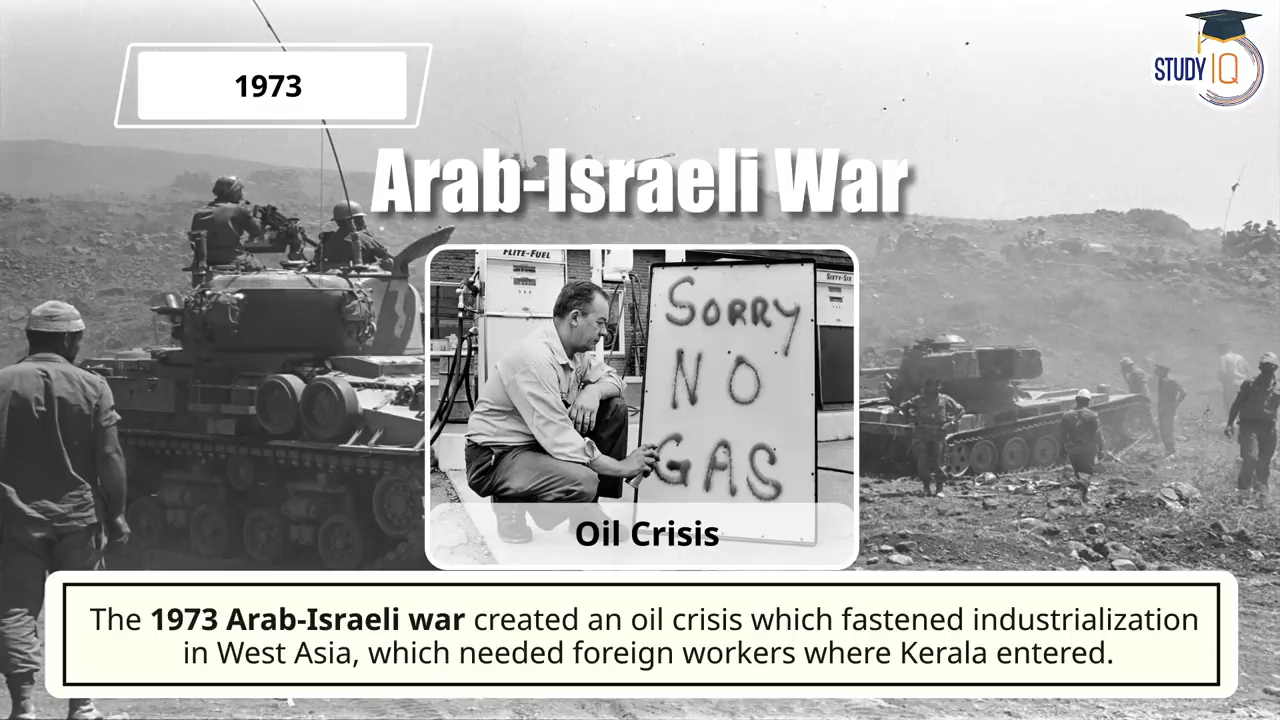 1973
STUDY IQ
Arab-Israeli War
FLITE-FUEL
SIXTY-SIX
SORRY
NO
GAS
Oil Crisis
The 1973 Arab-Israeli war created an oil crisis which fastened industrialization
in West Asia, which needed foreign workers where Kerala entered.